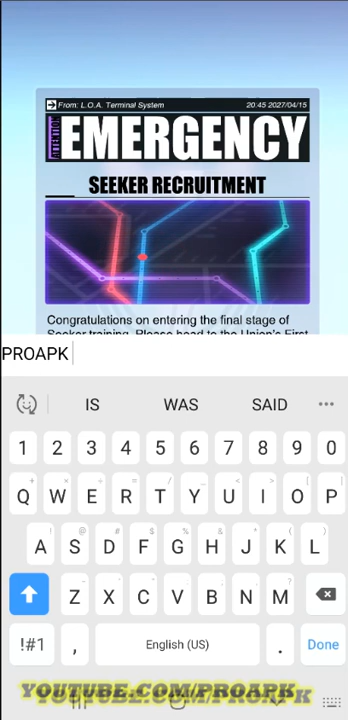 From: L.O.A. Terminal System 20:45 2027/04/15
ATTENTION
EMERGENCY
SEEKER RECRUITMENT
Congratulations on entering the final stage of
Seeker training. Please head to the Union's First
PROAPK
IS WAS SAID
1 2 3 4 5 6 7 8 9 0
+ × ÷ = / _ < > [ ]
Q W E R T Y U I O P
! @ # $ % ^ & * ( )
A S D F G H J K L
- ' " : ; , ?
Z X C V B N M
!#1 , English (US) . Done
YOUTUBE.COM/PROAPK